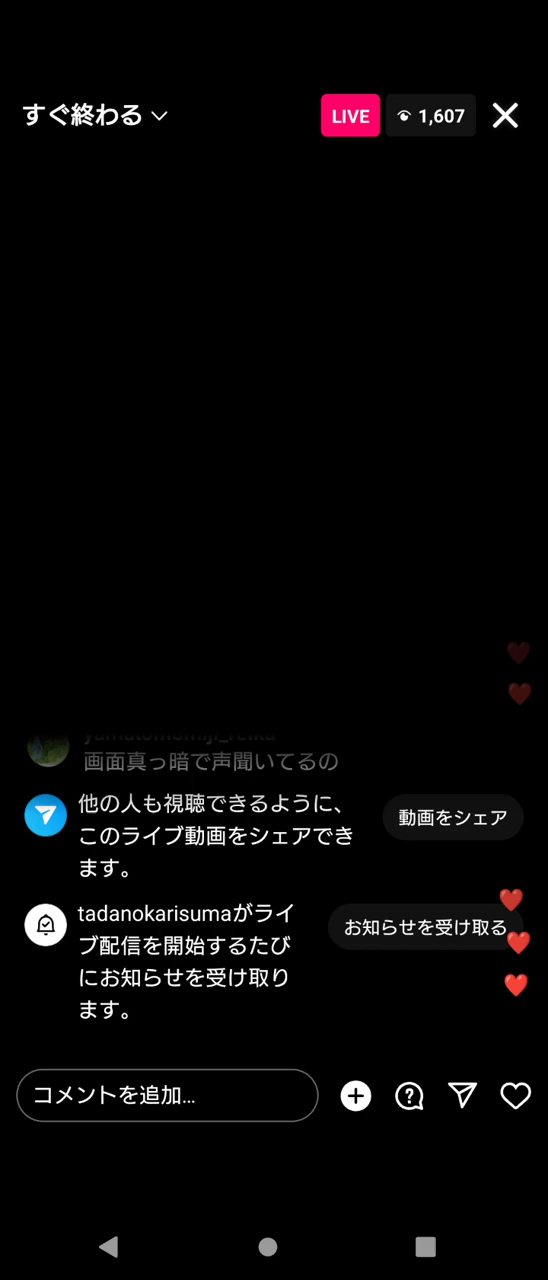 すぐ終わる
LIVE
1,607
画面真っ暗で声聞いてるの
他の人も視聴できるように、
このライブ動画をシェアでき
ます。
動画をシェア
tadanokarisumaがライ
ブ配信を開始するたび
にお知らせを受け取り
ます。
お知らせを受け取る
コメントを追加...